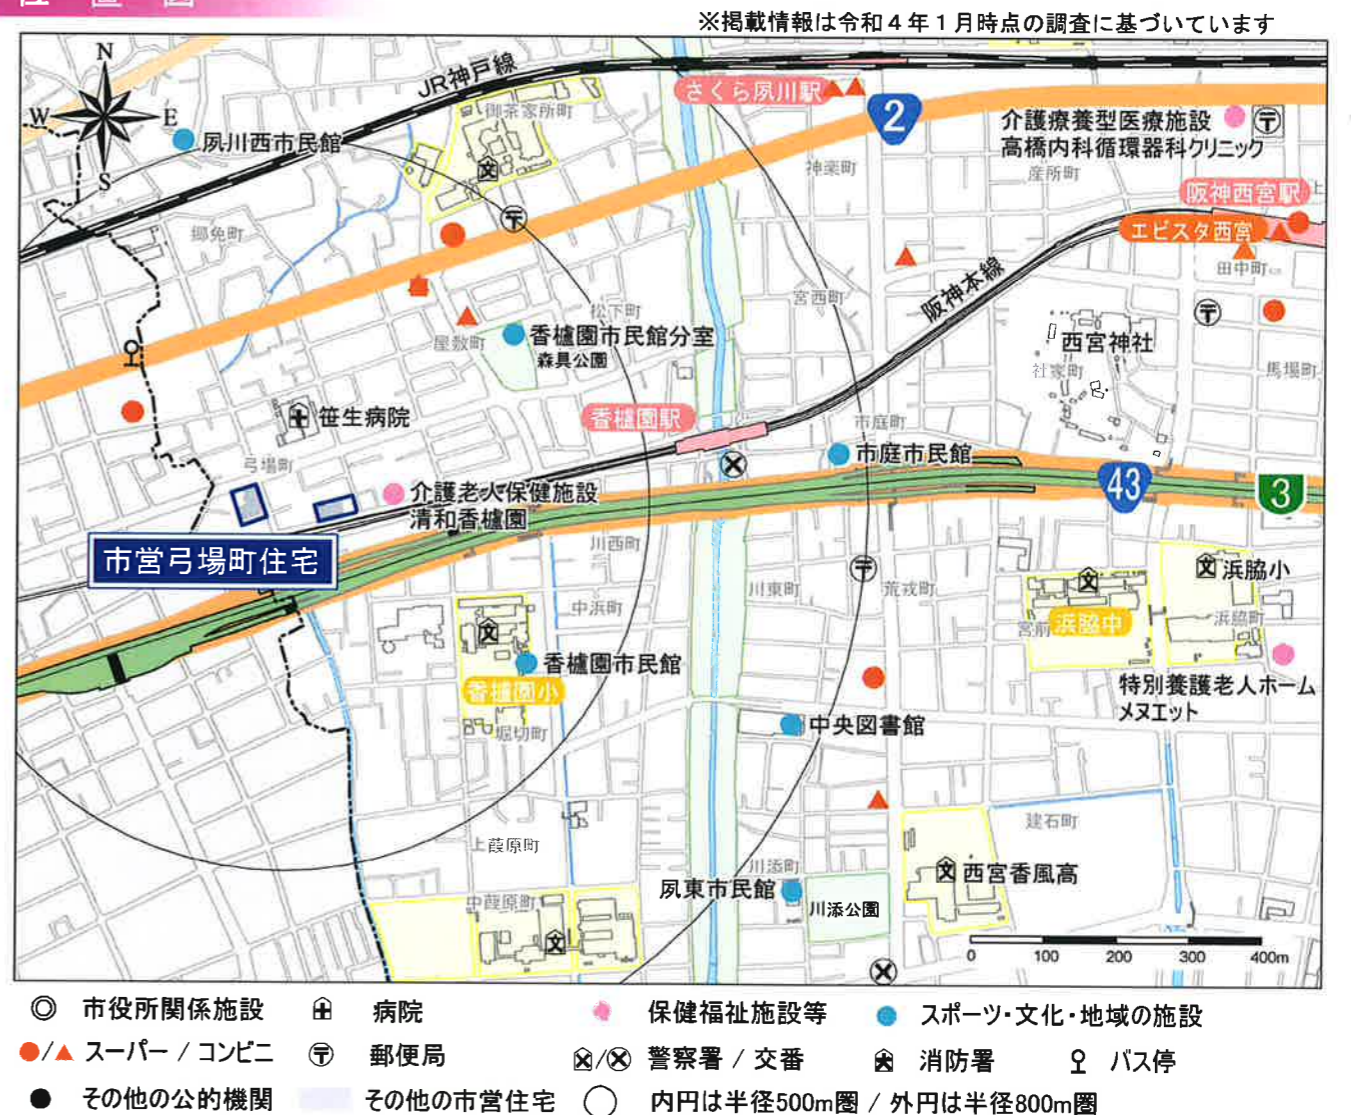 位 置 図
※掲載情報は令和４年１月時点の調査に基づいています
N
W
E
S
JR神戸線
御茶家所町
さくら夙川駅
2
介護療養型医療施設
高橋内科循環器科クリニック
夙川西市民館
神楽町
産所町
阪神西宮駅
エビスタ西宮
田中町
郷免町
阪神本線
宮西町
松下町
屋敷町
香櫨園市民館分室
森具公園
西宮神社
社家町
馬場町
香櫨園駅
市庭町
笹生病院
市庭市民館
弓場町
43
3
介護老人保健施設
清和香櫨園
市営弓場町住宅
川西町
川東町
荒戎町
浜脇小
中浜町
宮前
浜脇中
浜脇町
香櫨園市民館
香櫨園小
特別養護老人ホーム
メヌエット
堀切町
中央図書館
上葭原町
建石町
川添町
西宮香風高
夙東市民館
中葭原町
川添公園
0 100 200 300 400m
市役所関係施設
病院
保健福祉施設等
スポーツ・文化・地域の施設
/ スーパー / コンビニ
郵便局
/ 警察署 / 交番
消防署
バス停
その他の公的機関
その他の市営住宅
内円は半径500m圏 / 外円は半径800m圏